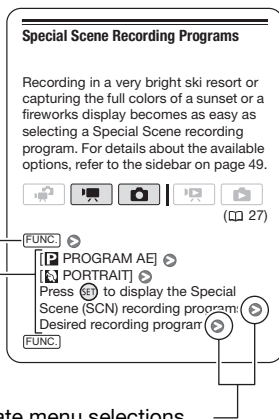 Special Scene Recording Programs
Recording in a very bright ski resort or
capturing the full colors of a sunset or a
fireworks display becomes as easy as
selecting a Special Scene recording
program. For details about the available
options, refer to the sidebar on page 49.
( 27)
FUNC.
[P PROGRAM AE]
[PORTRAIT]
Press SET to display the Special
Scene (SCN) recording programs
Desired recording program
FUNC.
menu selections